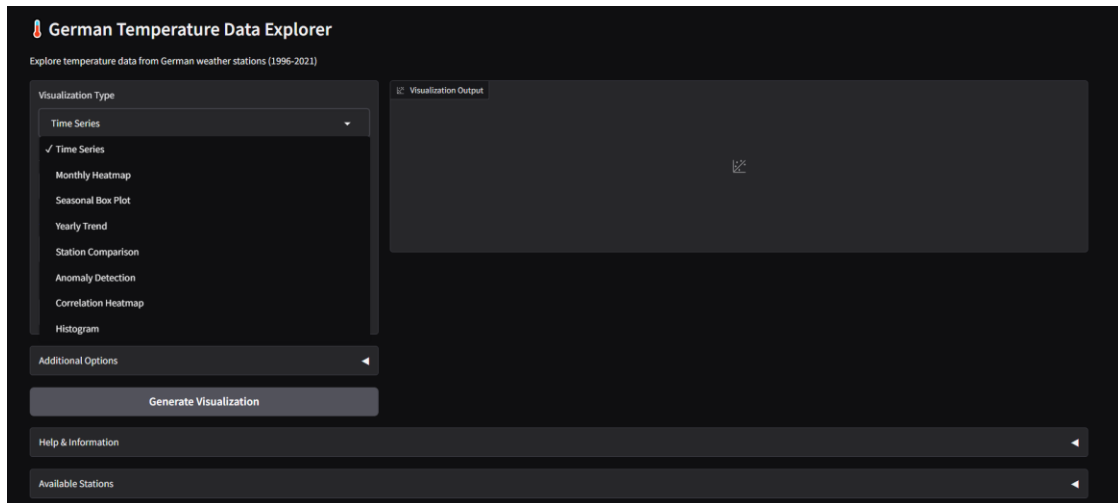 German Temperature Data Explorer
Explore temperature data from German weather stations (1996-2021)
Visualization Type
Time Series
✓ Time Series
Monthly Heatmap
Seasonal Box Plot
Yearly Trend
Station Comparison
Anomaly Detection
Correlation Heatmap
Histogram
Visualization Output
Additional Options
Generate Visualization
Help & Information
Available Stations